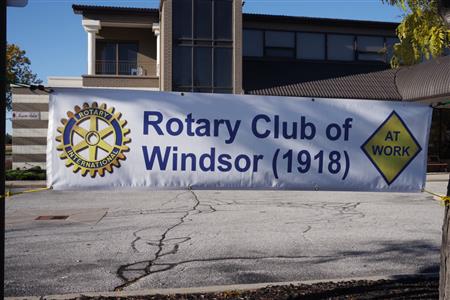 ROTARY
INTERNATIONAL
Rotary Club of
Windsor (1918)
AT
WORK